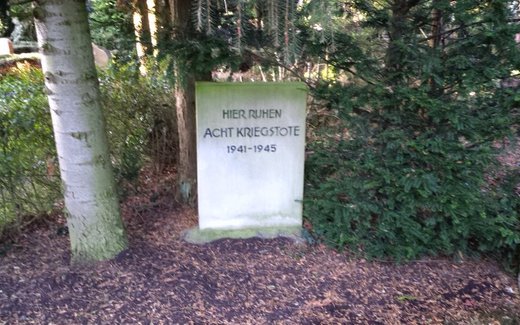 HIER RUHEN
ACHT KRIEGSTOTE
1941-1945